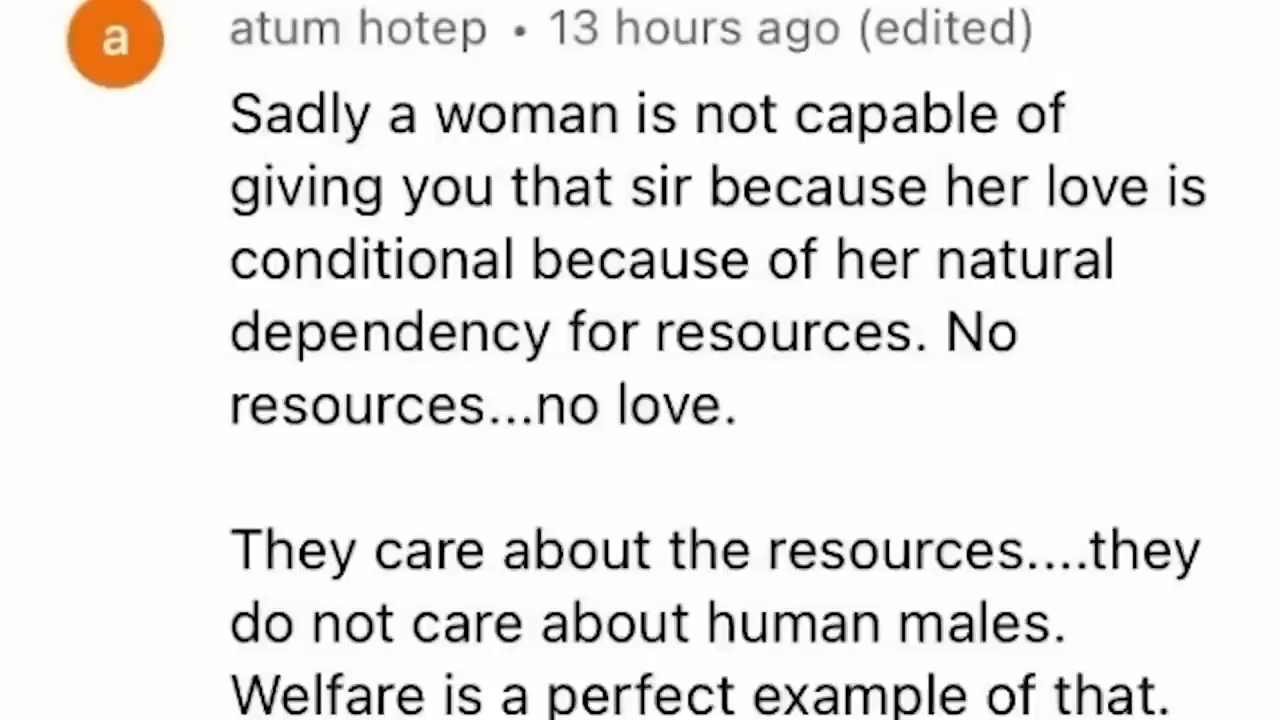 a
atum hotep • 13 hours ago (edited)
Sadly a woman is not capable of
giving you that sir because her love is
conditional because of her natural
dependency for resources. No
resources...no love.
They care about the resources....they
do not care about human males.
Welfare is a perfect example of that.